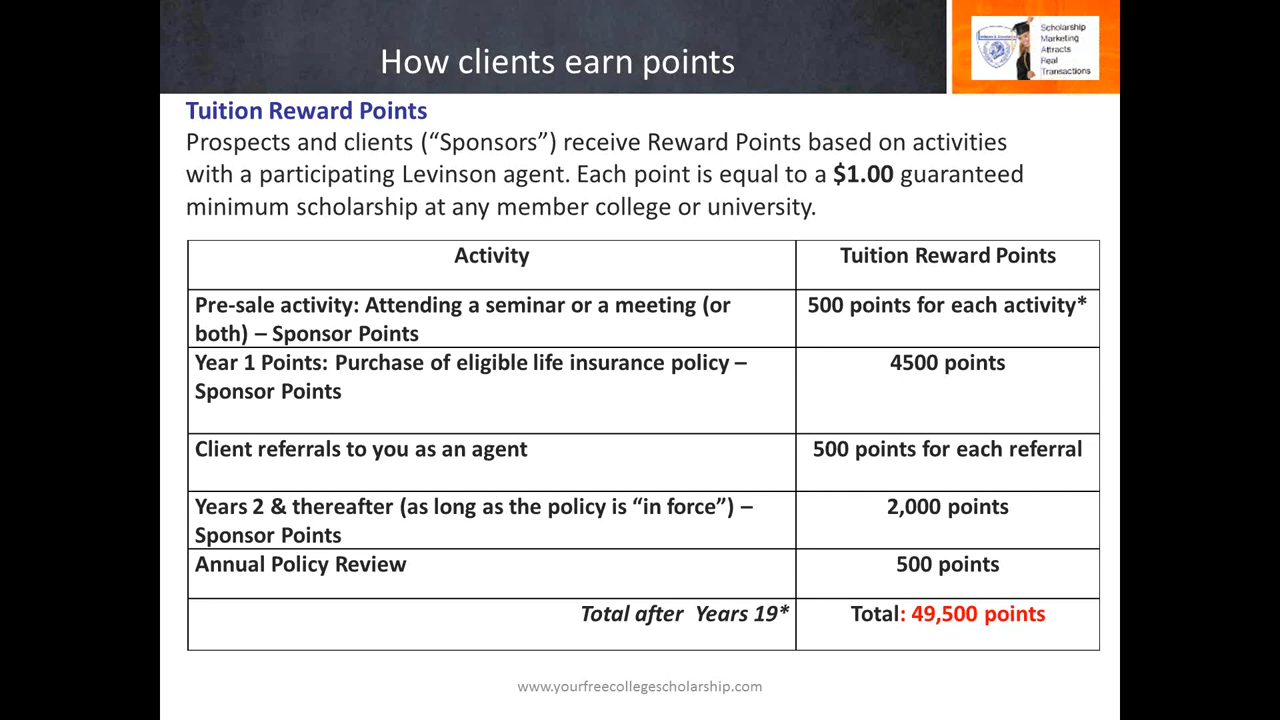 How clients earn points
Scholarship
Marketing
Attracts
Real
Transactions
Tuition Reward Points
Prospects and clients (“Sponsors”) receive Reward Points based on activities
with a participating Levinson agent. Each point is equal to a $1.00 guaranteed
minimum scholarship at any member college or university.
Activity
Tuition Reward Points
Pre-sale activity: Attending a seminar or a meeting (or
both) – Sponsor Points
500 points for each activity*
Year 1 Points: Purchase of eligible life insurance policy –
Sponsor Points
4500 points
Client referrals to you as an agent
500 points for each referral
Years 2 & thereafter (as long as the policy is “in force”) –
Sponsor Points
2,000 points
Annual Policy Review
500 points
Total after Years 19*
Total: 49,500 points
www.yourfreecollegescholarship.com